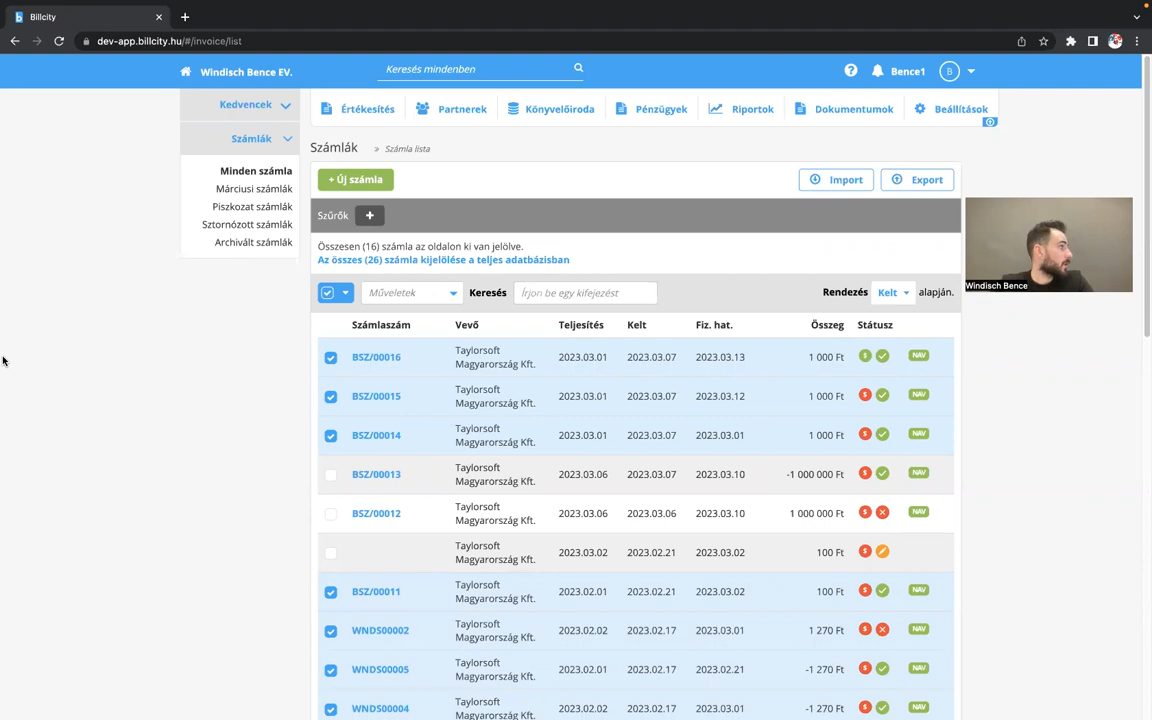 Billcity
dev-app.billcity.hu/#/invoice/list
Windisch Bence EV.
Keresés mindenben
Bence1
B
Kedvencek
Számlák
Minden számla
Márciusi számlák
Piszkozat számlák
Sztornózott számlák
Archivált számlák
Értékesítés
Partnerek
Könyvelőiroda
Pénzügyek
Riportok
Dokumentumok
Beállítások
Számlák » Számla lista
+ Új számla
Import
Export
Szűrők +
Összesen (16) számla az oldalon ki van jelölve.
Az összes (26) számla kijelölése a teljes adatbázisban
Műveletek
Keresés
Írjon be egy kifejezést
Rendezés Kelt alapján.
Számlaszám Vevő Teljesítés Kelt Fiz. hat. Összeg Státusz
BSZ/00016 Taylorsoft Magyarország Kft. 2023.03.01 2023.03.07 2023.03.13 1 000 Ft $ NAV
BSZ/00015 Taylorsoft Magyarország Kft. 2023.03.01 2023.03.07 2023.03.12 1 000 Ft $ NAV
BSZ/00014 Taylorsoft Magyarország Kft. 2023.03.01 2023.03.07 2023.03.01 1 000 Ft $ NAV
BSZ/00013 Taylorsoft Magyarország Kft. 2023.03.06 2023.03.07 2023.03.10 -1 000 000 Ft $ NAV
BSZ/00012 Taylorsoft Magyarország Kft. 2023.03.06 2023.03.06 2023.03.10 1 000 000 Ft $ NAV
Taylorsoft Magyarország Kft. 2023.03.02 2023.02.21 2023.03.02 100 Ft $
BSZ/00011 Taylorsoft Magyarország Kft. 2023.02.01 2023.02.21 2023.03.02 100 Ft $ NAV
WNDS00002 Taylorsoft Magyarország Kft. 2023.02.02 2023.02.17 2023.03.01 1 270 Ft $ NAV
WNDS00005 Taylorsoft Magyarország Kft. 2023.02.01 2023.02.17 2023.02.21 -1 270 Ft $ NAV
WNDS00004 Taylorsoft Magyarország Kft. 2023.02.02 2023.02.17 2023.03.01 -1 270 Ft $ NAV
Windisch Bence